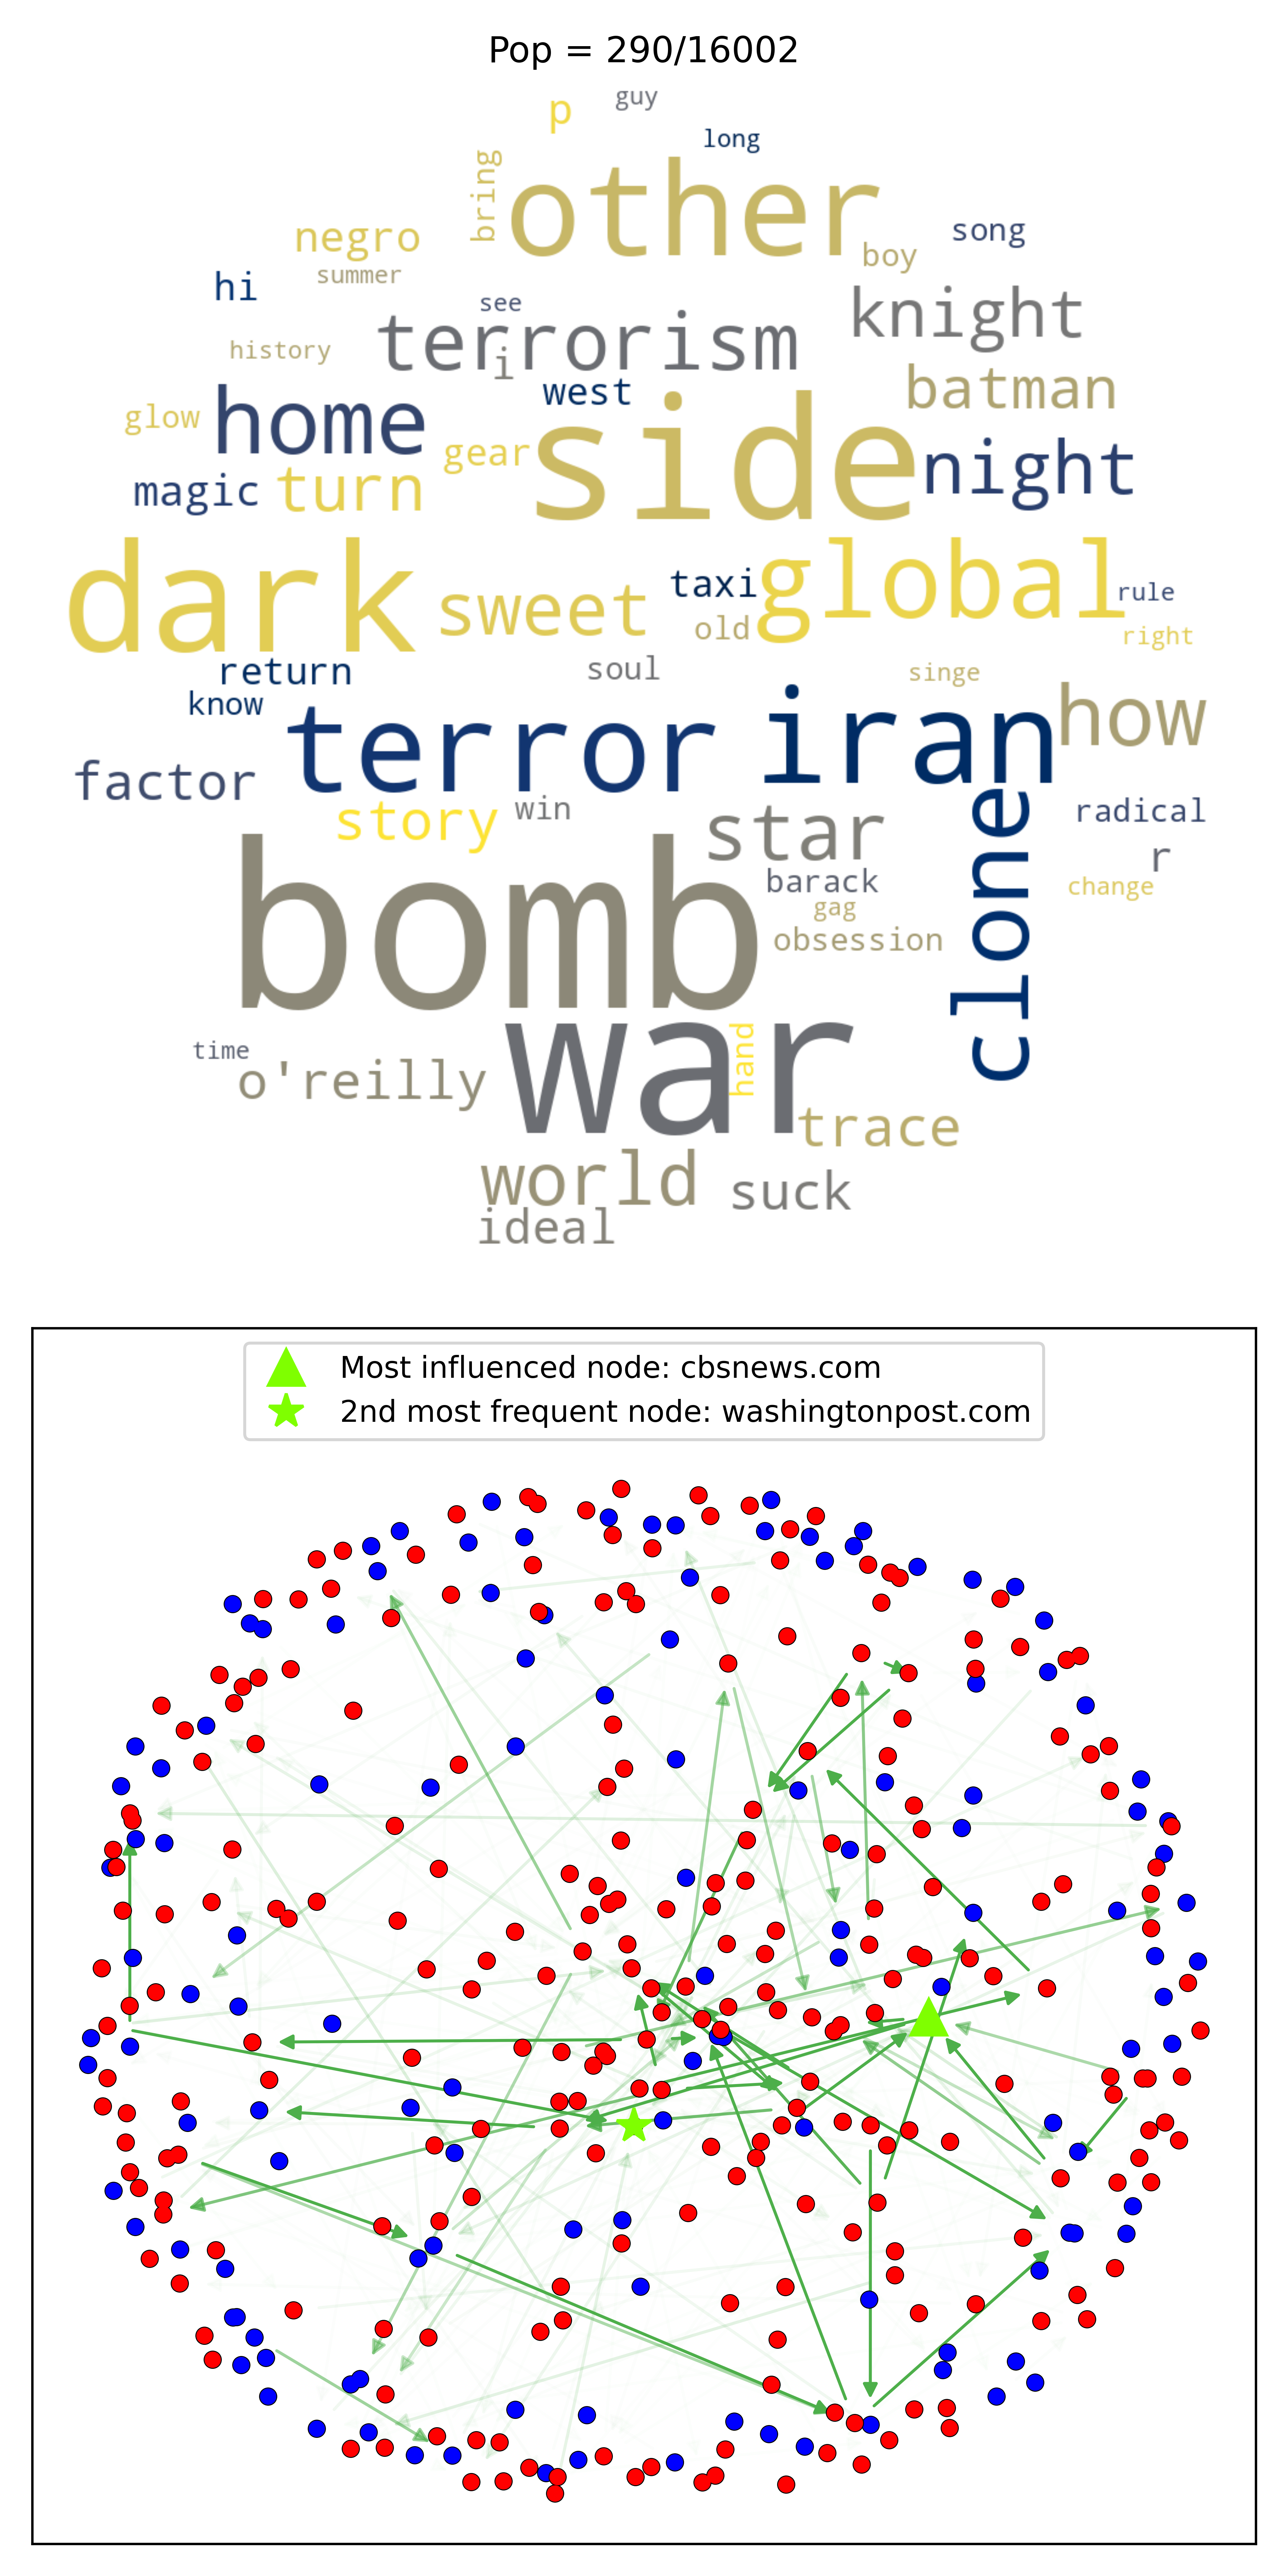 Pop = 290/16002
p guy
long
bring other
negro song
boy
hi summer
see knight
terrorism
history i
west batman
glow home
gear side night
magic turn
dark sweet taxi global rule
old right
return soul singe
know
terror iran how
factor
story win star clone radical
r
bomb barack change
gag
obsession
war hand
time
o'reilly
trace
world suck
ideal
Most influenced node: cbsnews.com
2nd most frequent node: washingtonpost.com